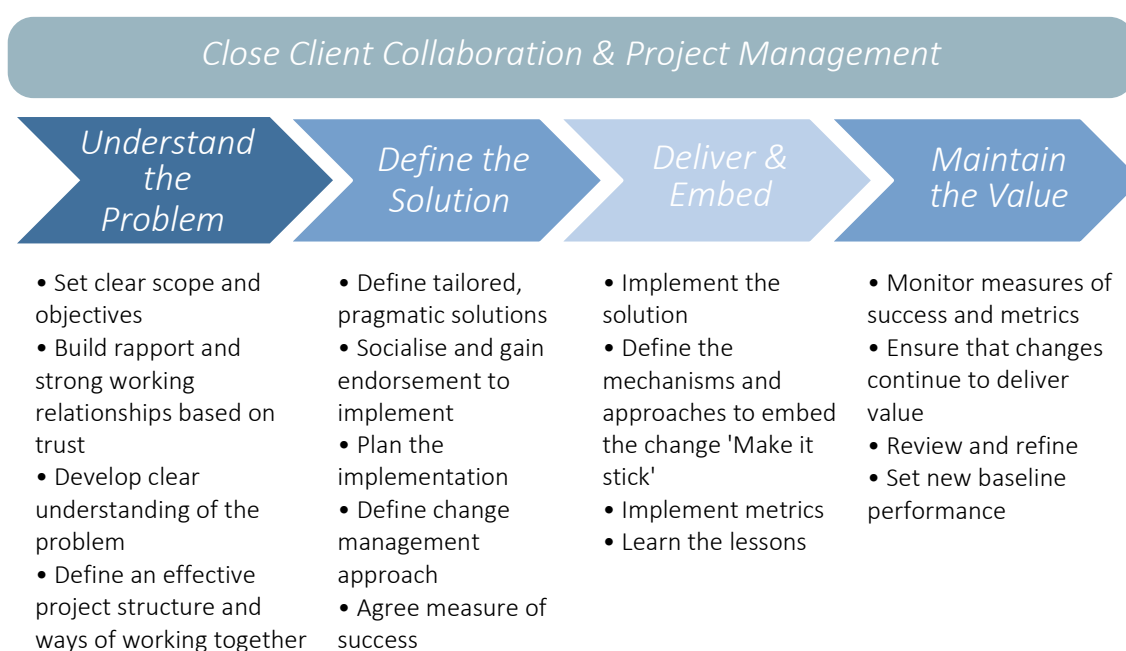 Close Client Collaboration & Project Management
Understand
the
Problem
Define the
Solution
Deliver &
Embed
Maintain
the Value
• Set clear scope and
objectives
• Build rapport and
strong working
relationships based on
trust
• Develop clear
understanding of the
problem
• Define an effective
project structure and
ways of working together
• Define tailored,
pragmatic solutions
• Socialise and gain
endorsement to
implement
• Plan the
implementation
• Define change
management
approach
• Agree measure of
success
• Implement the
solution
• Define the
mechanisms and
approaches to embed
the change 'Make it
stick'
• Implement metrics
• Learn the lessons
• Monitor measures of
success and metrics
• Ensure that changes
continue to deliver
value
• Review and refine
• Set new baseline
performance